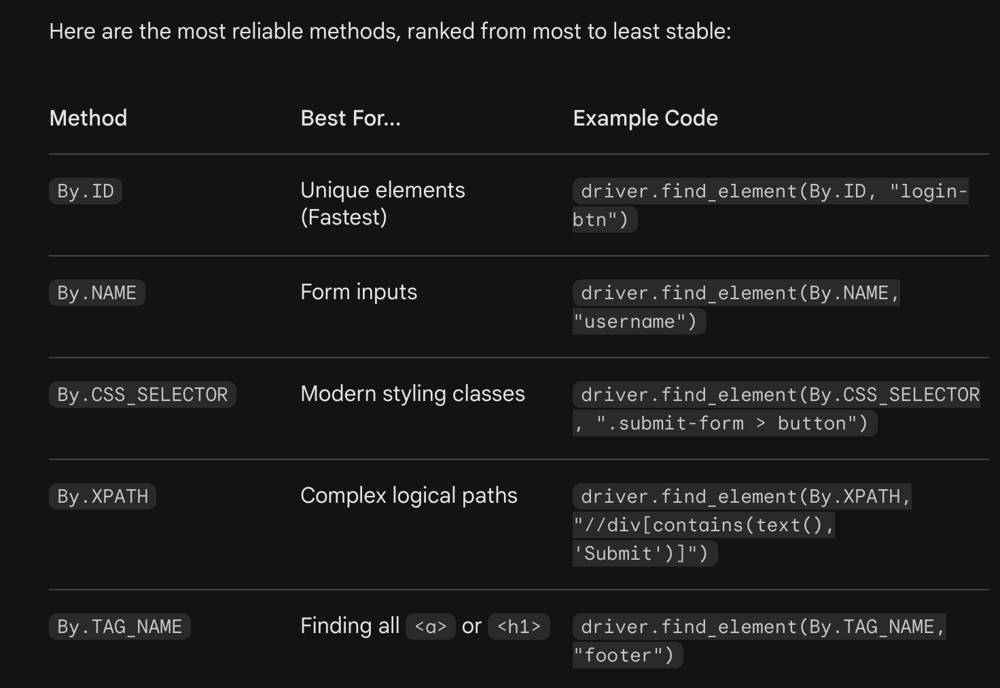 Here are the most reliable methods, ranked from most to least stable:
Method Best For... Example Code
By.ID Unique elements driver.find_element(By.ID, "login-
(Fastest) btn")
By.NAME Form inputs driver.find_element(By.NAME,
"username")
By.CSS_SELECTOR Modern styling classes driver.find_element(By.CSS_SELECTOR
, ".submit-form > button")
By.XPATH Complex logical paths driver.find_element(By.XPATH,
"//div[contains(text(),
'Submit')]")
By.TAG_NAME Finding all <a> or <h1> driver.find_element(By.TAG_NAME,
"footer")